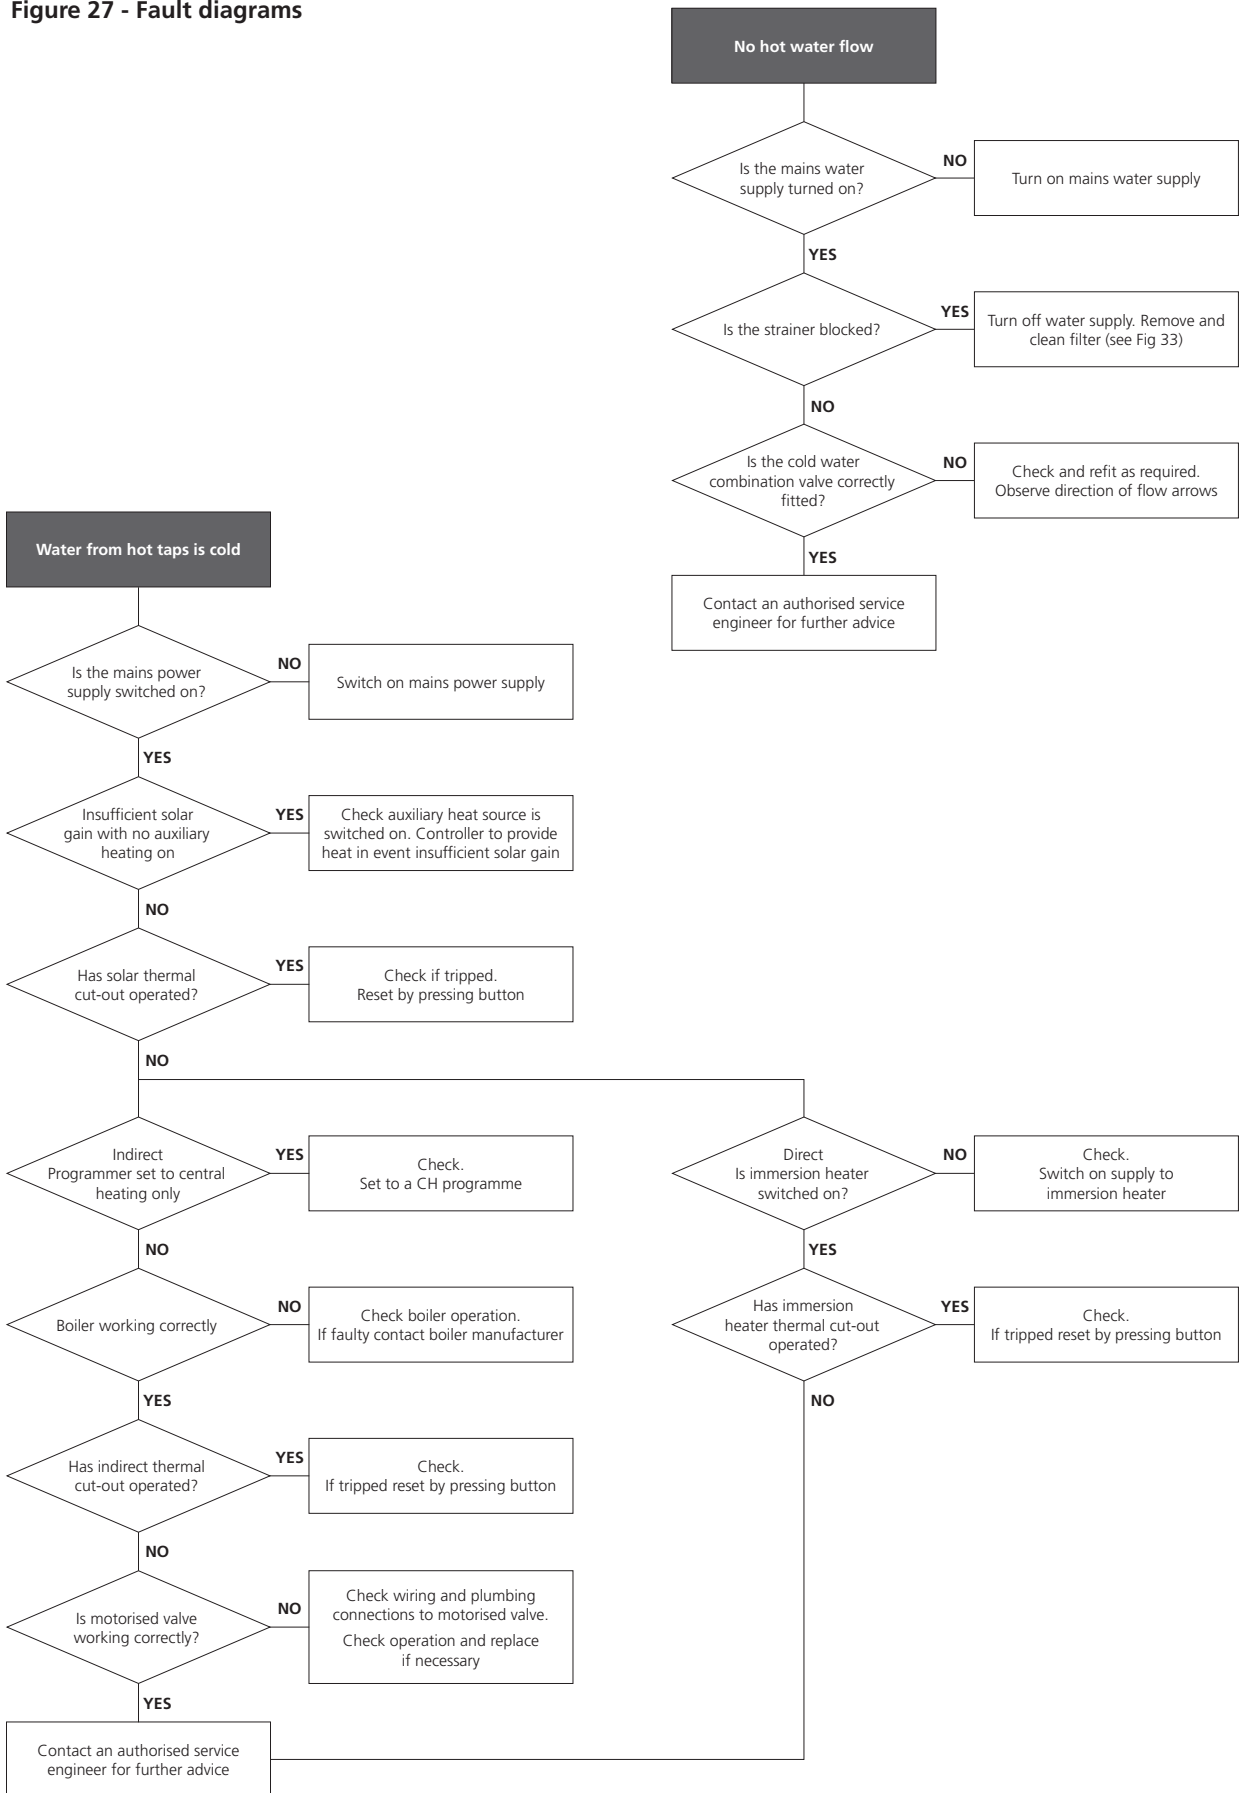 Figure 27 - Fault diagrams
No hot water flow
Is the mains water
supply turned on?
NO
Turn on mains water supply
YES
Is the strainer blocked?
YES
Turn off water supply. Remove and
clean filter (see Fig 33)
NO
Is the cold water
combination valve correctly
fitted?
NO
Check and refit as required.
Observe direction of flow arrows
YES
Contact an authorised service
engineer for further advice
Water from hot taps is cold
Is the mains power
supply switched on?
NO
Switch on mains power supply
YES
Insufficient solar
gain with no auxiliary
heating on
YES
Check auxiliary heat source is
switched on. Controller to provide
heat in event insufficient solar gain
NO
Has solar thermal
cut-out operated?
YES
Check if tripped.
Reset by pressing button
NO
Indirect
Programmer set to central
heating only
YES
Check.
Set to a CH programme
NO
Boiler working correctly
NO
Check boiler operation.
If faulty contact boiler manufacturer
YES
Has indirect thermal
cut-out operated?
YES
Check.
If tripped reset by pressing button
NO
Is motorised valve
working correctly?
NO
Check wiring and plumbing
connections to motorised valve.
Check operation and replace
if necessary
YES
Contact an authorised service
engineer for further advice
Direct
Is immersion heater
switched on?
NO
Check.
Switch on supply to
immersion heater
YES
Has immersion
heater thermal cut-out
operated?
YES
Check.
If tripped reset by pressing button
NO